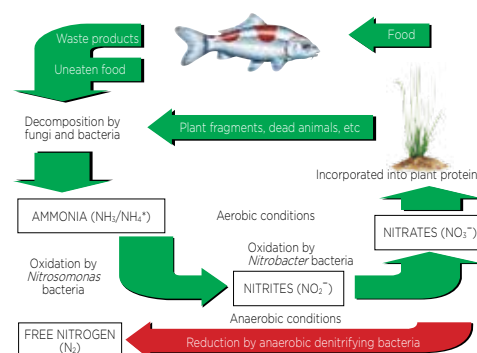 Waste products
Food
Uneaten food
Decomposition by
fungi and bacteria
Plant fragments, dead animals, etc
Incorporated into plant protein
AMMONIA (NH₃/NH₄⁺)
Aerobic conditions
NITRATES (NO₃⁻)
Oxidation by
Nitrosomonas
bacteria
Oxidation by
Nitrobacter bacteria
NITRITES (NO₂⁻)
Anaerobic conditions
FREE NITROGEN
(N₂)
Reduction by anaerobic denitrifying bacteria